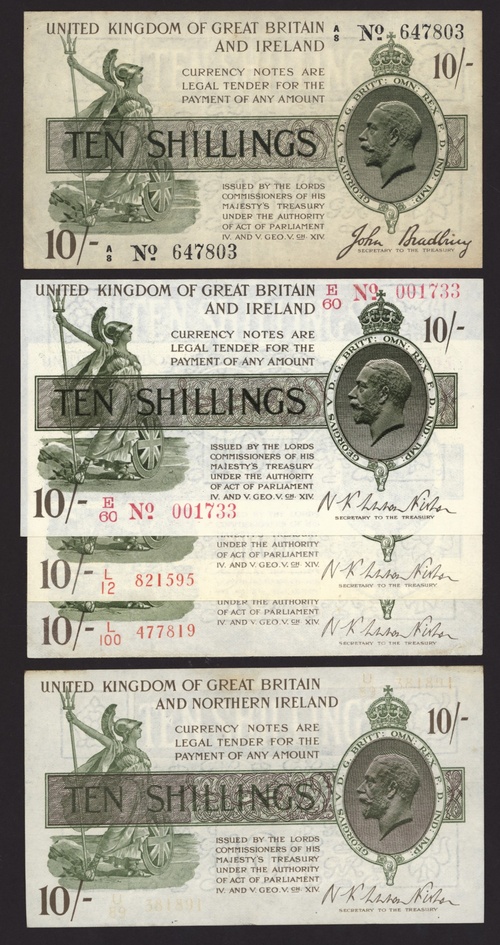 UNITED KINGDOM OF GREAT BRITAIN A/8 No 647803
AND IRELAND
10/-
CURRENCY NOTES ARE
LEGAL TENDER FOR THE
PAYMENT OF ANY AMOUNT
GEORGIUS V D. G. BRITT: OMN: REX F. D. IND: IMP:
TEN SHILLINGS
ISSUED BY THE LORDS
COMMISSIONERS OF HIS
MAJESTY'S TREASURY
UNDER THE AUTHORITY
OF ACT OF PARLIAMENT
IV. AND V. GEO. V. CH. XIV.
10/- A/8 No 647803
John Bradbury
SECRETARY TO THE TREASURY
UNITED KINGDOM OF GREAT BRITAIN E/60 No 001733
AND IRELAND
10/-
CURRENCY NOTES ARE
LEGAL TENDER FOR THE
PAYMENT OF ANY AMOUNT
GEORGIUS V D. G. BRITT: OMN: REX F. D. IND: IMP:
TEN SHILLINGS
ISSUED BY THE LORDS
COMMISSIONERS OF HIS
MAJESTY'S TREASURY
UNDER THE AUTHORITY
OF ACT OF PARLIAMENT
IV. AND V. GEO. V. CH. XIV.
10/- E/60 No 001733
SECRETARY TO THE TREASURY
UNDER THE AUTHORITY
OF ACT OF PARLIAMENT
IV. AND V. GEO. V. CH. XIV.
10/- L/12 821595
SECRETARY TO THE TREASURY
UNDER THE AUTHORITY
OF ACT OF PARLIAMENT
IV. AND V. GEO. V. CH. XIV.
10/- L/100 477819
SECRETARY TO THE TREASURY
UNITED KINGDOM OF GREAT BRITAIN
AND NORTHERN IRELAND
10/-
CURRENCY NOTES ARE
LEGAL TENDER FOR THE
PAYMENT OF ANY AMOUNT
GEORGIUS V D. G. BRITT: OMN: REX F. D. IND: IMP:
TEN SHILLINGS
ISSUED BY THE LORDS
COMMISSIONERS OF HIS
MAJESTY'S TREASURY
UNDER THE AUTHORITY
OF ACT OF PARLIAMENT
IV. AND V. GEO. V. CH. XIV.
10/-
SECRETARY TO THE TREASURY